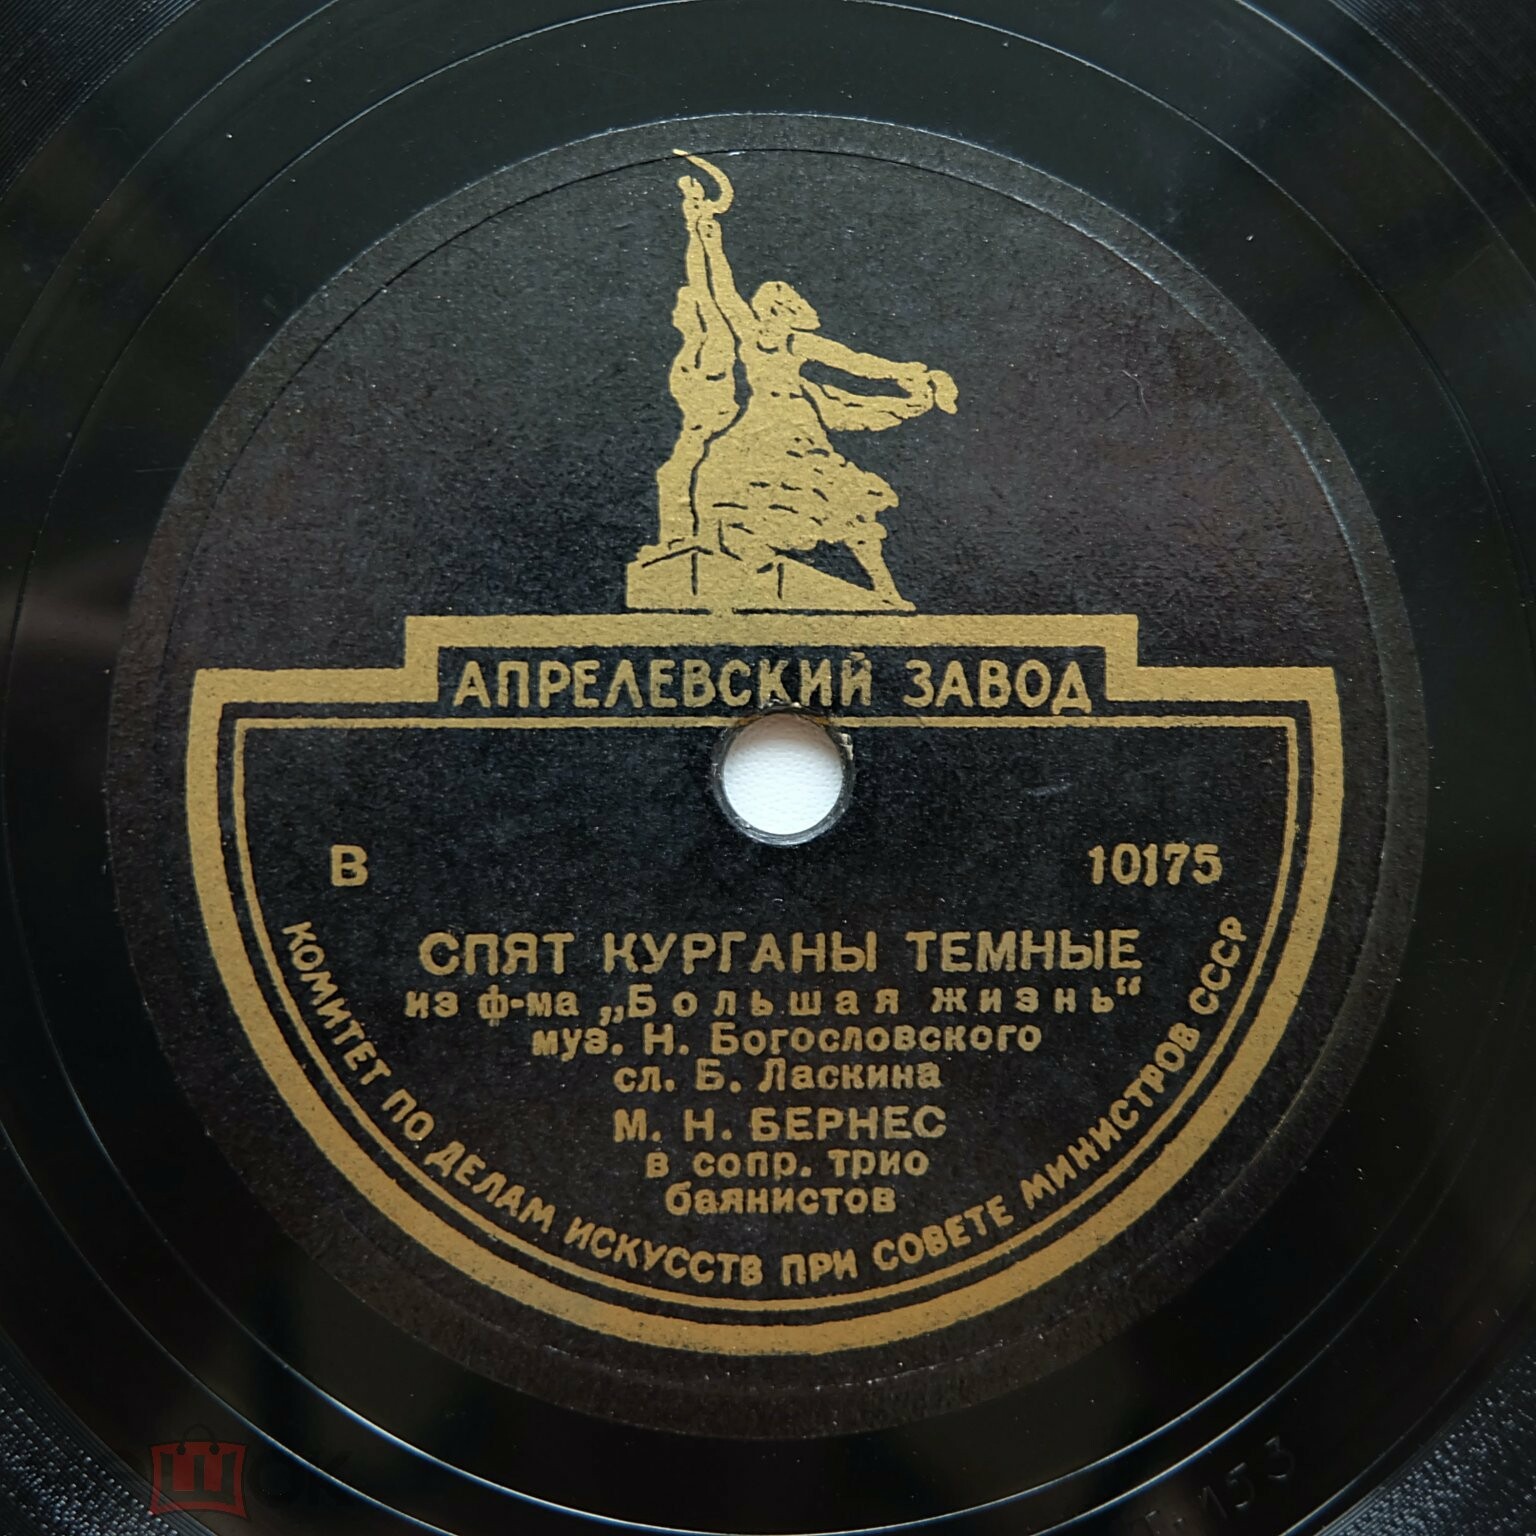 АПРЕЛЕВСКИЙ ЗАВОД
В 10175
СПЯТ КУРГАНЫ ТЕМНЫЕ
из ф-ма „Большая жизнь“
муз. Н. Богословского
сл. Б. Ласкина
М. Н. БЕРНЕС
в сопр. трио
баянистов
КОМИТЕТ ПО ДЕЛАМ ИСКУССТВ ПРИ СОВЕТЕ МИНИСТРОВ СССР
153